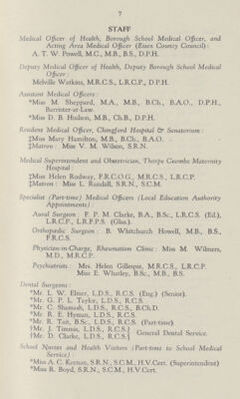 7
STAFF
Medical Officer of Health, Borough School Medical Officer, and
Acting Area Medical Officer (Essex County Council):
A. T. W. Powell, M.C., M.B., B.S., D.P.H.
Deputy Medical Officer of Health, Deputy Borough School Medical
Officer:
Melville Watkins, M.R.C.S., L.R.C.P., D.P.H.
Assistant Medical Officers:
*Miss M. Sheppard, M.A., M.B., B.Ch., B.A.O., D.P.H.,
Barrister-at-Law.
*Miss D. B. Hudson, M.B., Ch.B., D.P.H.
Resident Medical Officer, Chingford Hospital & Sanatorium:
‡Miss Mary Hamilton, M.B., B.Ch., B.A.O.
‡Matron: Miss V. M. Wilson, S.R.N.
Medical Superintendent and Obstetrician, Thorpe Coombe Maternity
Hospital:
‡Miss Helen Rodway, F.R.C.O.G., M.R.C.S., L.R.C.P.
‡Matron: Miss L. Randall, S.R.N., S.C.M.
Specialist (Part-time) Medical Officers (Local Education Authority
Appointments):
Aural Surgeon F. P. M. Clarke, B.A., B.Sc., L.R.C.S. (Ed.),
L.R.C.P., L.R.F.P.S. (Glas.)
Orthopædic Surgeon: B. Whitchurch Howell, M.B., B.S.,
F.R.C.S.
Physician-in-Charge, Rheumatism Clinic: Miss M. Wilmers,
M.D., M.R.C.P.
Psychiatrists: Mrs. Helen Gillespie, M.R.C.S., L.R.C.P.
Miss E. Whatley, B.Sc., M.B., B.S.
Dental Surgeons:
*Mr. L. W. Elmer, L.D.S., R.C.S. (Eng.) (Senior).
*Mr. G. P. L. Taylor, L.D.S., R.C.S.
*Mr. C. Shamash, L.D.S., R.C.S., B.Ch.D.
*Mr. R. E. Hyman, L.D.S., R.C.S.
*Mr. R. B.Sc., L.D.S., R.C.S. (Part-time)
*Mr. J. Timmis, L.D.S., R.C.S.
*Mr. D. Clarke, L.D.S., R.C.S. General Dental Service.
School Nurses and Health Visitors (Part-time to School Medical
Service):
*Miss A. C. S.R.N., S.C.M., H.V.Cert. (Superintendent)
*Miss R. Boyd, S.R.N., S.C.M., H.V.Cert.